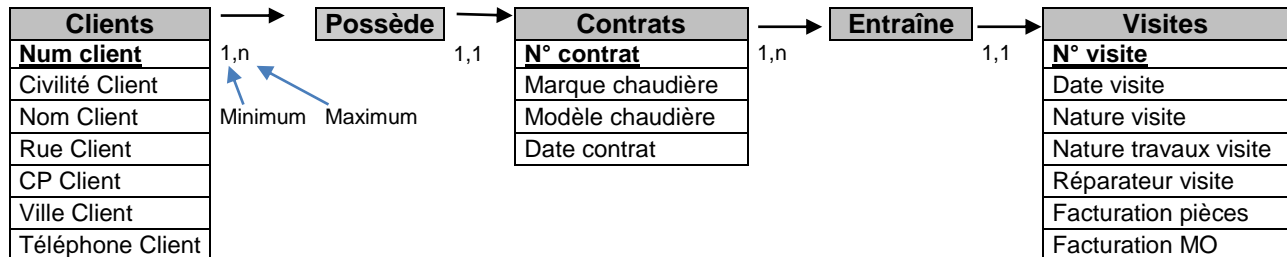 Clients Possède Contrats Entraîne Visites
Num client 1,n 1,1 N° contrat 1,n 1,1 N° visite
Civilité Client Marque chaudière Date visite
Nom Client Minimum Maximum Modèle chaudière Nature visite
Rue Client Date contrat Nature travaux visite
CP Client Réparateur visite
Ville Client Facturation pièces
Téléphone Client Facturation MO